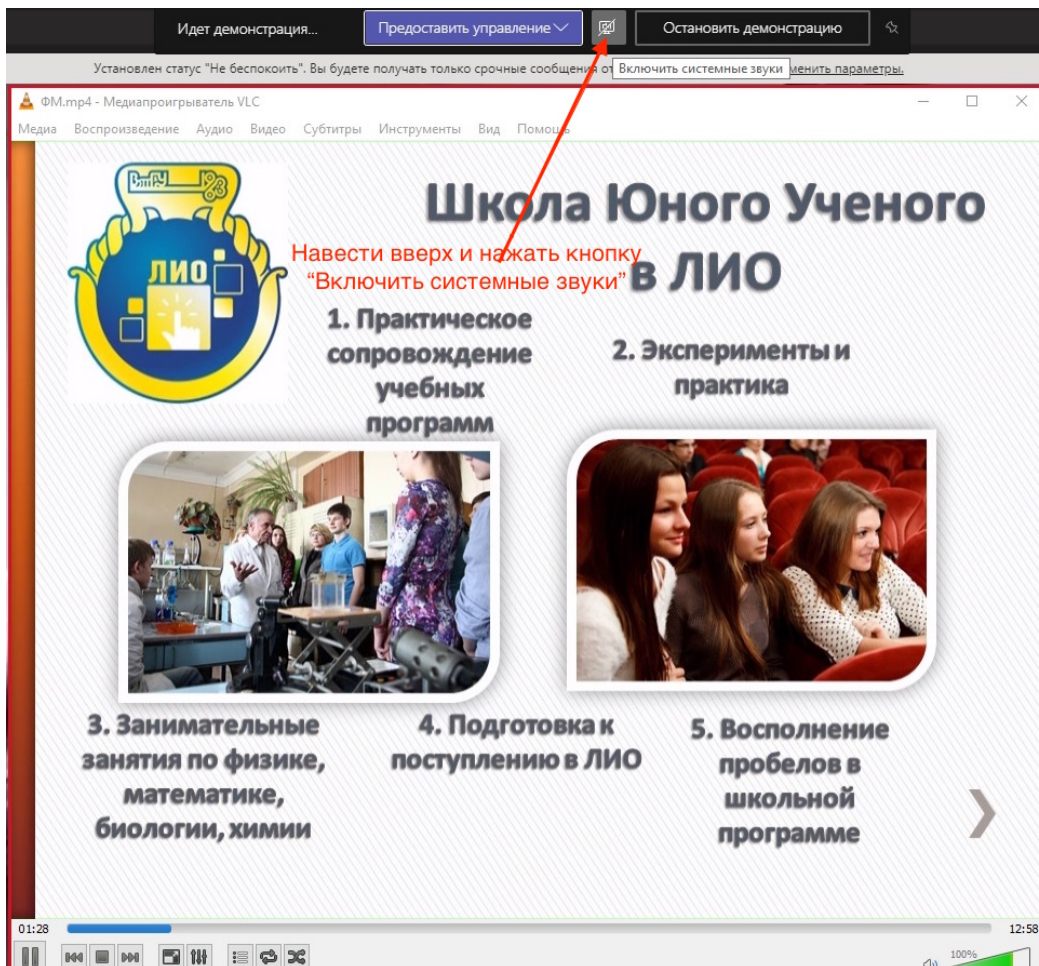 Идет демонстрация...
Предоставить управление
Остановить демонстрацию
Установлен статус "Не беспокоить". Вы будете получать только срочные сообщения от
Включить системные звуки
менить параметры.
ФМ.mp4 - Медиапроигрыватель VLC
Медиа Воспроизведение Аудио Видео Субтитры Инструменты Вид Помощь
ВлГУ
ЛИО
Школа Юного Ученого
в ЛИО
Навести вверх и нажать кнопку
“Включить системные звуки”
1. Практическое
сопровождение
учебных
программ
2. Эксперименты и
практика
3. Занимательные
занятия по физике,
математике,
биологии, химии
4. Подготовка к
поступлению в ЛИО
5. Восполнение
пробелов в
школьной
программе
01:28
12:58
100%